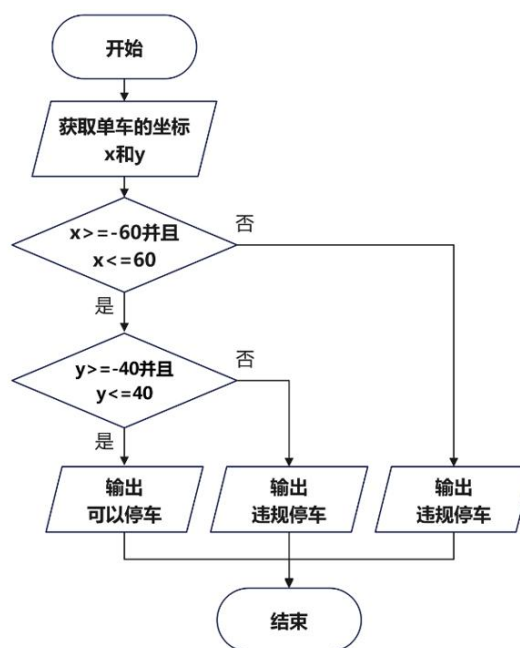 开始
获取单车的坐标
x和y
x>=-60并且
x<=60
否
是
y>=-40并且
y<=40
否
是
输出
可以停车
输出
违规停车
输出
违规停车
结束